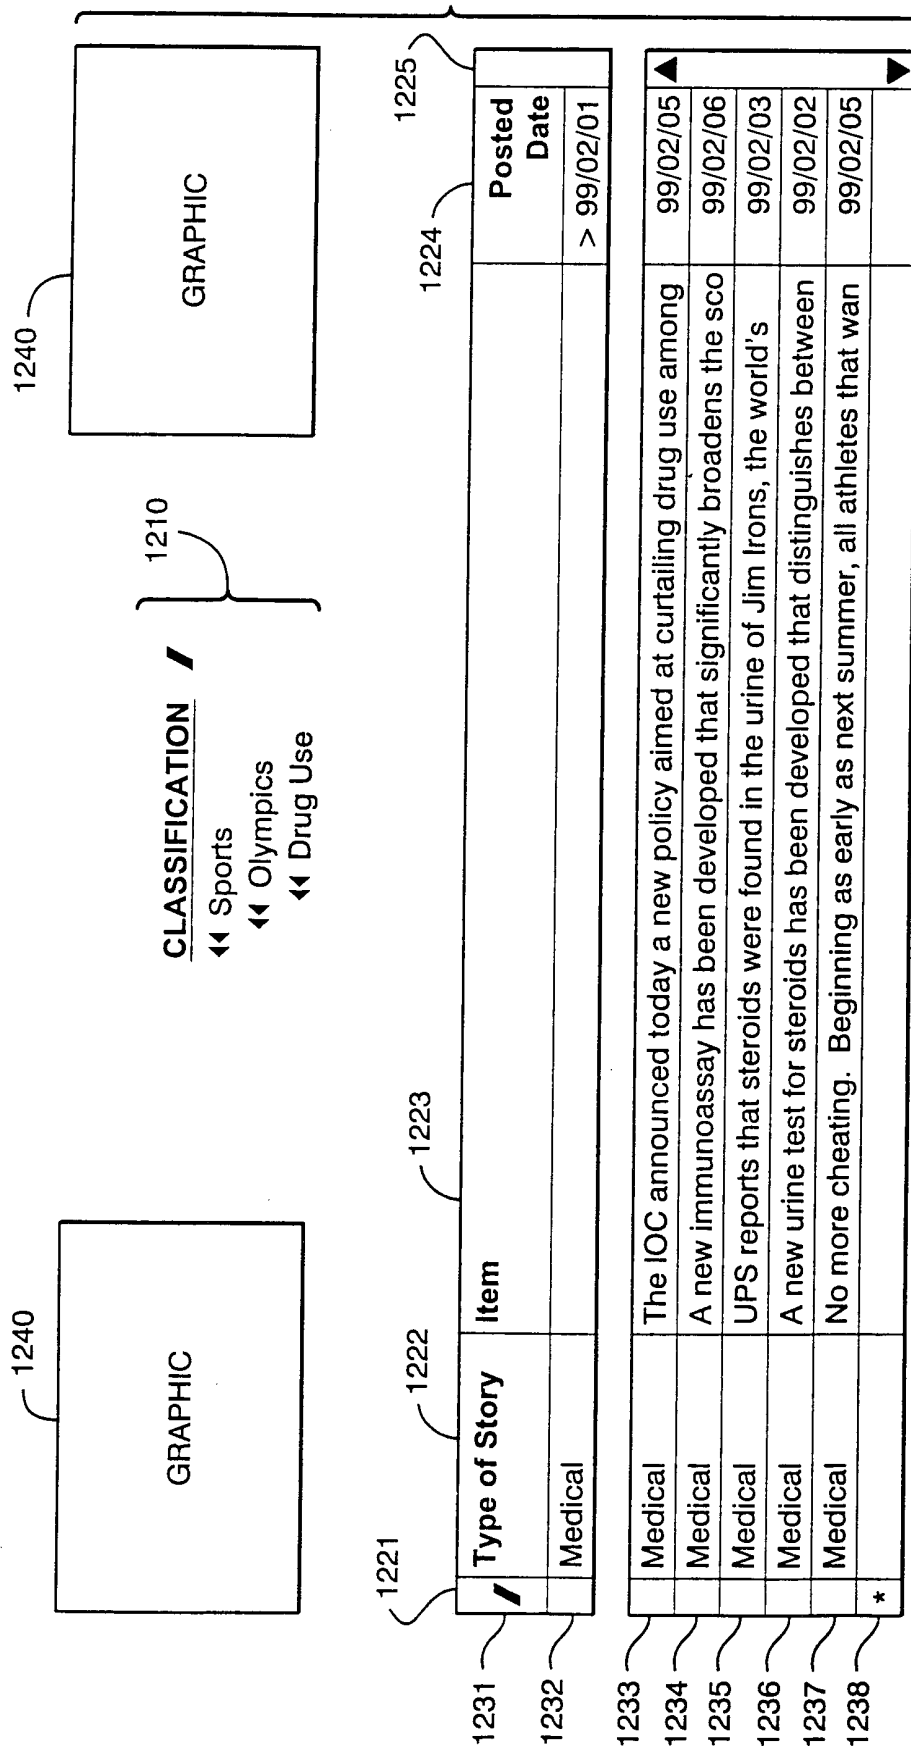 1240
1240
GRAPHIC
GRAPHIC
CLASSIFICATION
1210
Sports
Olympics
Drug Use
1221
1222
1223
1224
1225
1231
Type of Story
Item
Posted
Date
1232
Medical
> 99/02/01
1233
Medical
The IOC announced today a new policy aimed at curtailing drug use among
99/02/05
1234
Medical
A new immunoassay has been developed that significantly broadens the sco
99/02/06
1235
Medical
UPS reports that steroids were found in the urine of Jim Irons, the world's
99/02/03
1236
Medical
A new urine test for steroids has been developed that distinguishes between
99/02/02
1237
Medical
No more cheating. Beginning as early as next summer, all athletes that wan
99/02/05
1238
*